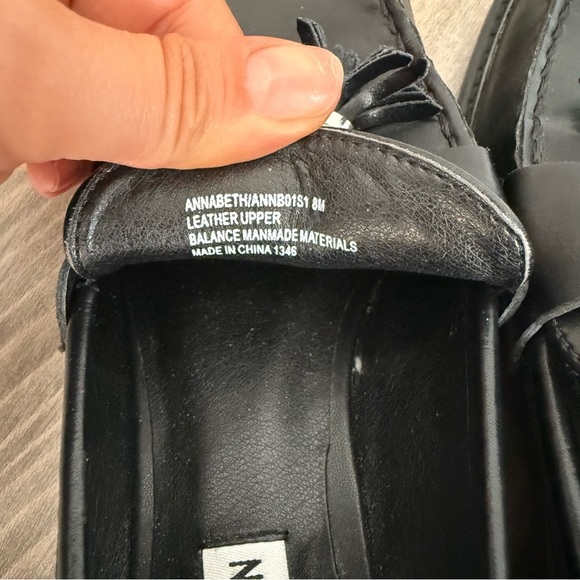 ANNABETH/ANNB01S1 8M
LEATHER UPPER
BALANCE MANMADE MATERIALS
MADE IN CHINA 1346
N